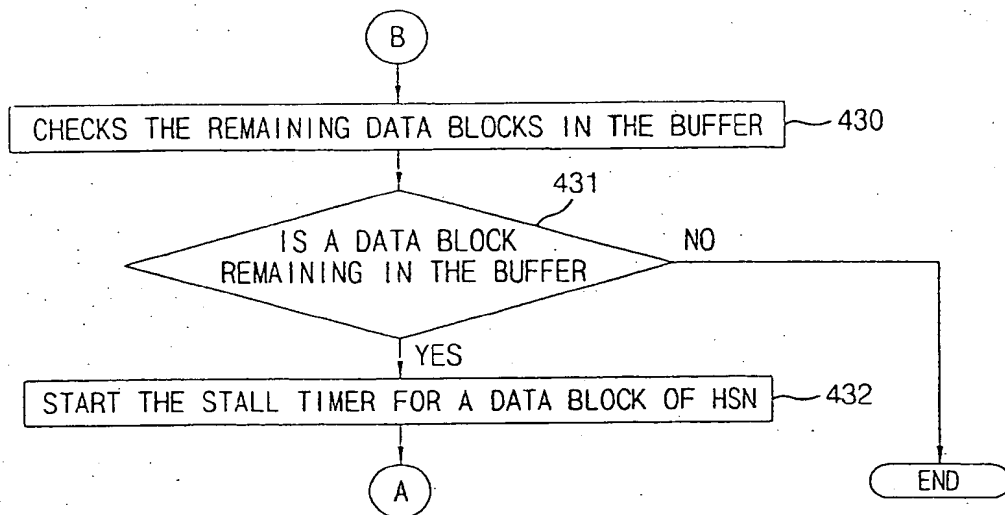 B
CHECKS THE REMAINING DATA BLOCKS IN THE BUFFER
430
431
IS A DATA BLOCK
REMAINING IN THE BUFFER
NO
YES
START THE STALL TIMER FOR A DATA BLOCK OF HSN
432
A
END